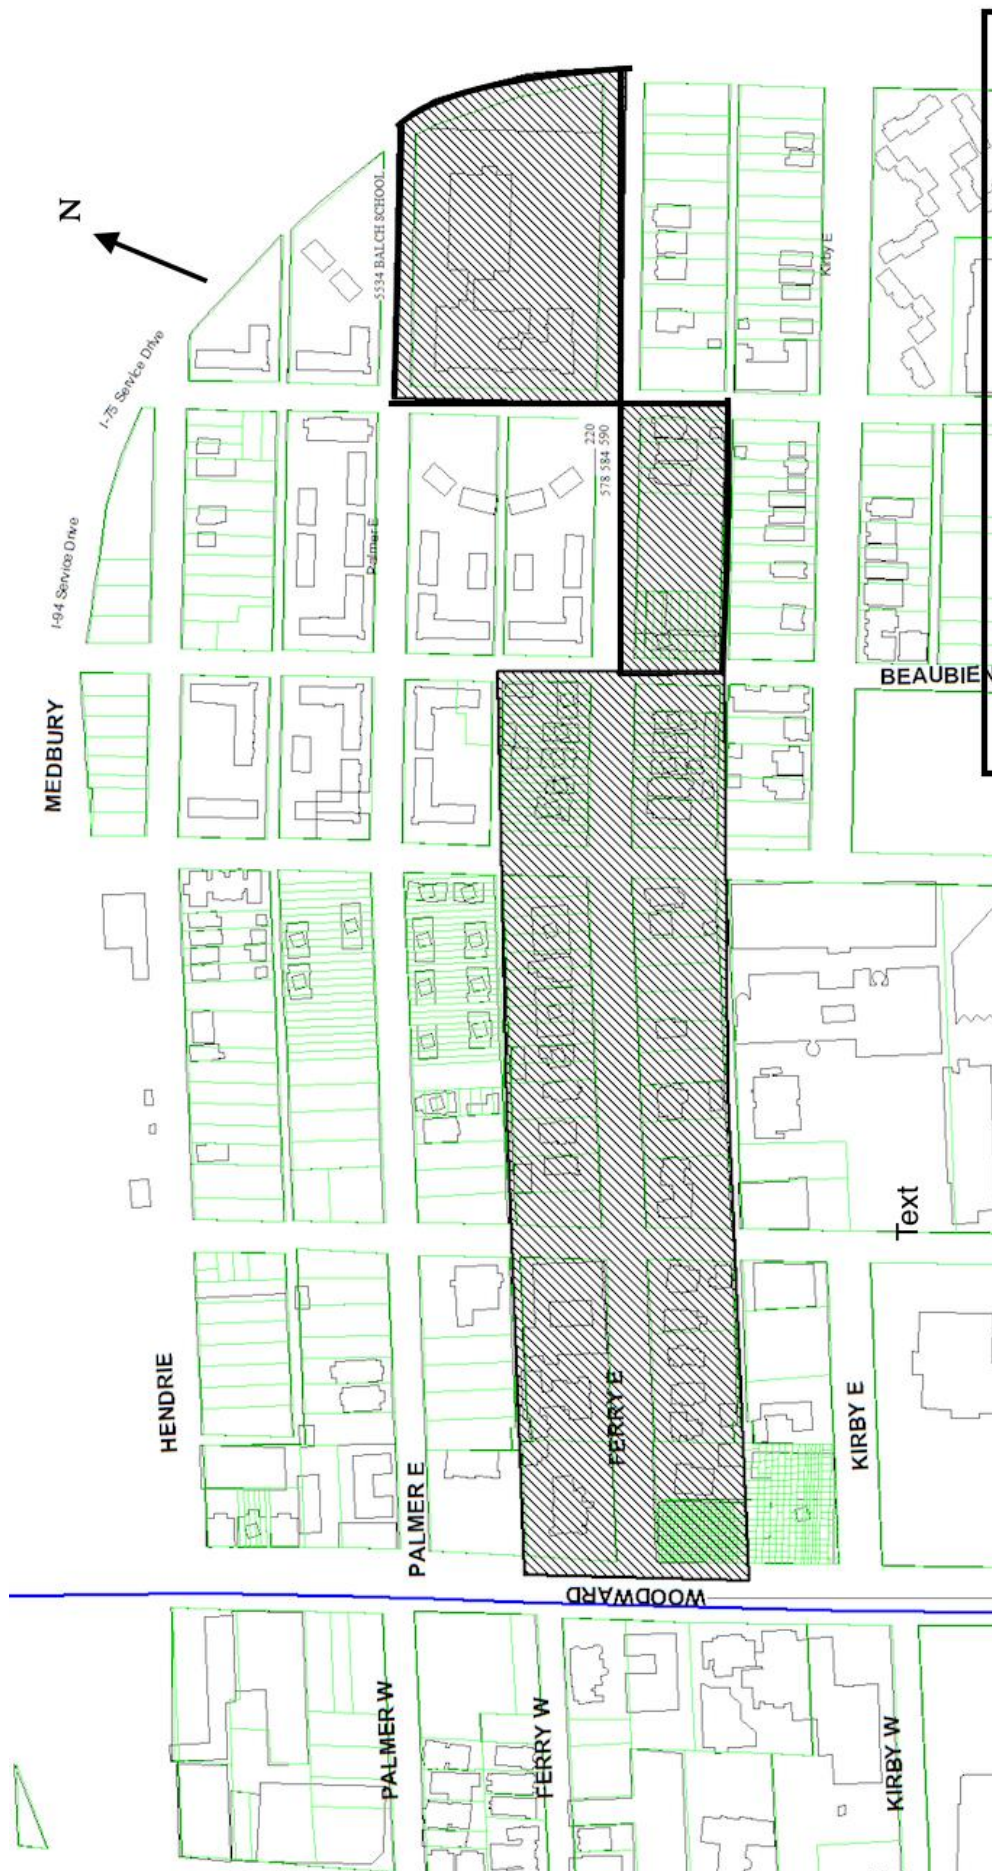 N
I-75 Service Drive
5534 BALCH SCHOOL
Kirby E
I-94 Service Drive
Palmer E
220
578 584 590
MEDBURY
BEAUBIEN
Text
HENDRIE
PALMER E
FERRY E
KIRBY E
WOODWARD
PALMER W
FERRY W
KIRBY W